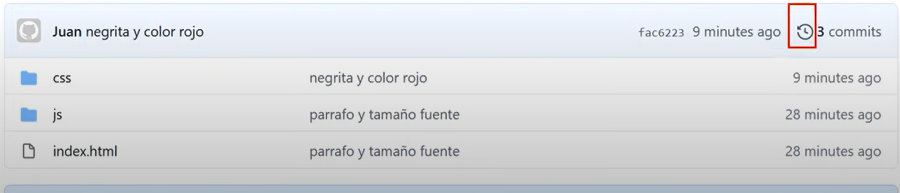 Juan negrita y color rojo fac6223 9 minutes ago 3 commits
css negrita y color rojo 9 minutes ago
js parrafo y tamaño fuente 28 minutes ago
index.html parrafo y tamaño fuente 28 minutes ago